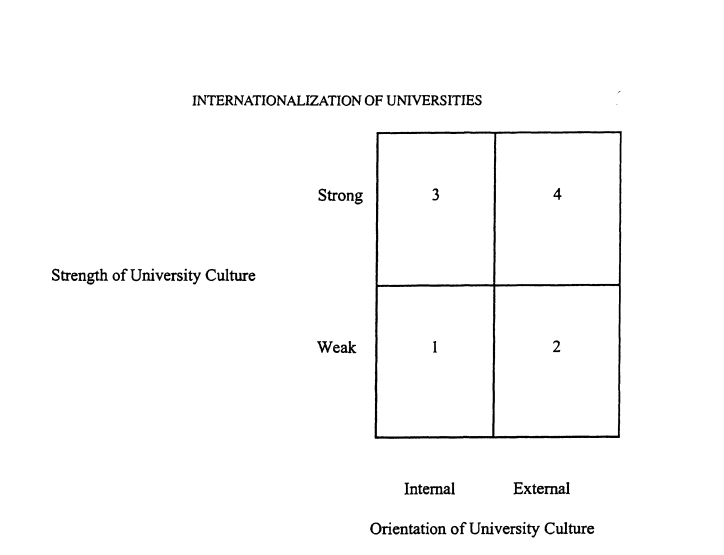 INTERNATIONALIZATION OF UNIVERSITIES
Strong 3 4
Strength of University Culture
Weak 1 2
Internal External
Orientation of University Culture